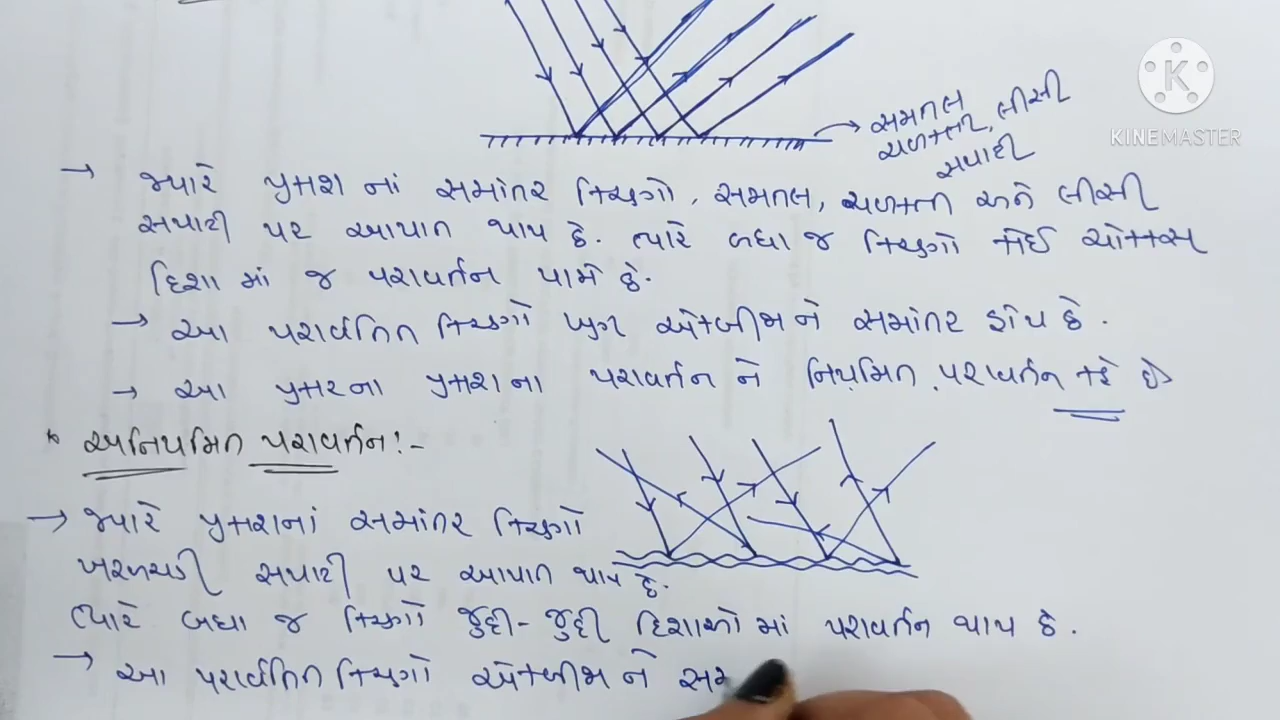 સમતલ
ચળકતી, લીસી
સપાટી
KINEMASTER
→ જ્યારે પ્રકાશ નાં સમાંતર કિરણો, સમતલ, ચળકતી અને લીસી
સપાટી પર આપાત થાય છે. ત્યારે બધા જ કિરણો કોઈ ચોક્કસ
દિશા માં જ પરાવર્તન પામે છે.
→ આ પરાવર્તિત કિરણો પણ એકબીજા ને સમાંતર હોય છે.
→ આ પ્રકારના પ્રકાશ ના પરાવર્તન ને નિયમિત પરાવર્તન કહે છે
* અનિયમિત પરાવર્તન:-
→ જ્યારે પ્રકાશનાં સમાંતર કિરણો
ખરબચડી સપાટી પર આપાત થાય છે.
ત્યારે બધા જ કિરણો જુદી-જુદી દિશાઓ માં પરાવર્તન થાય છે.
→ આ પરાવર્તિત કિરણો એકબીજા ને સમ